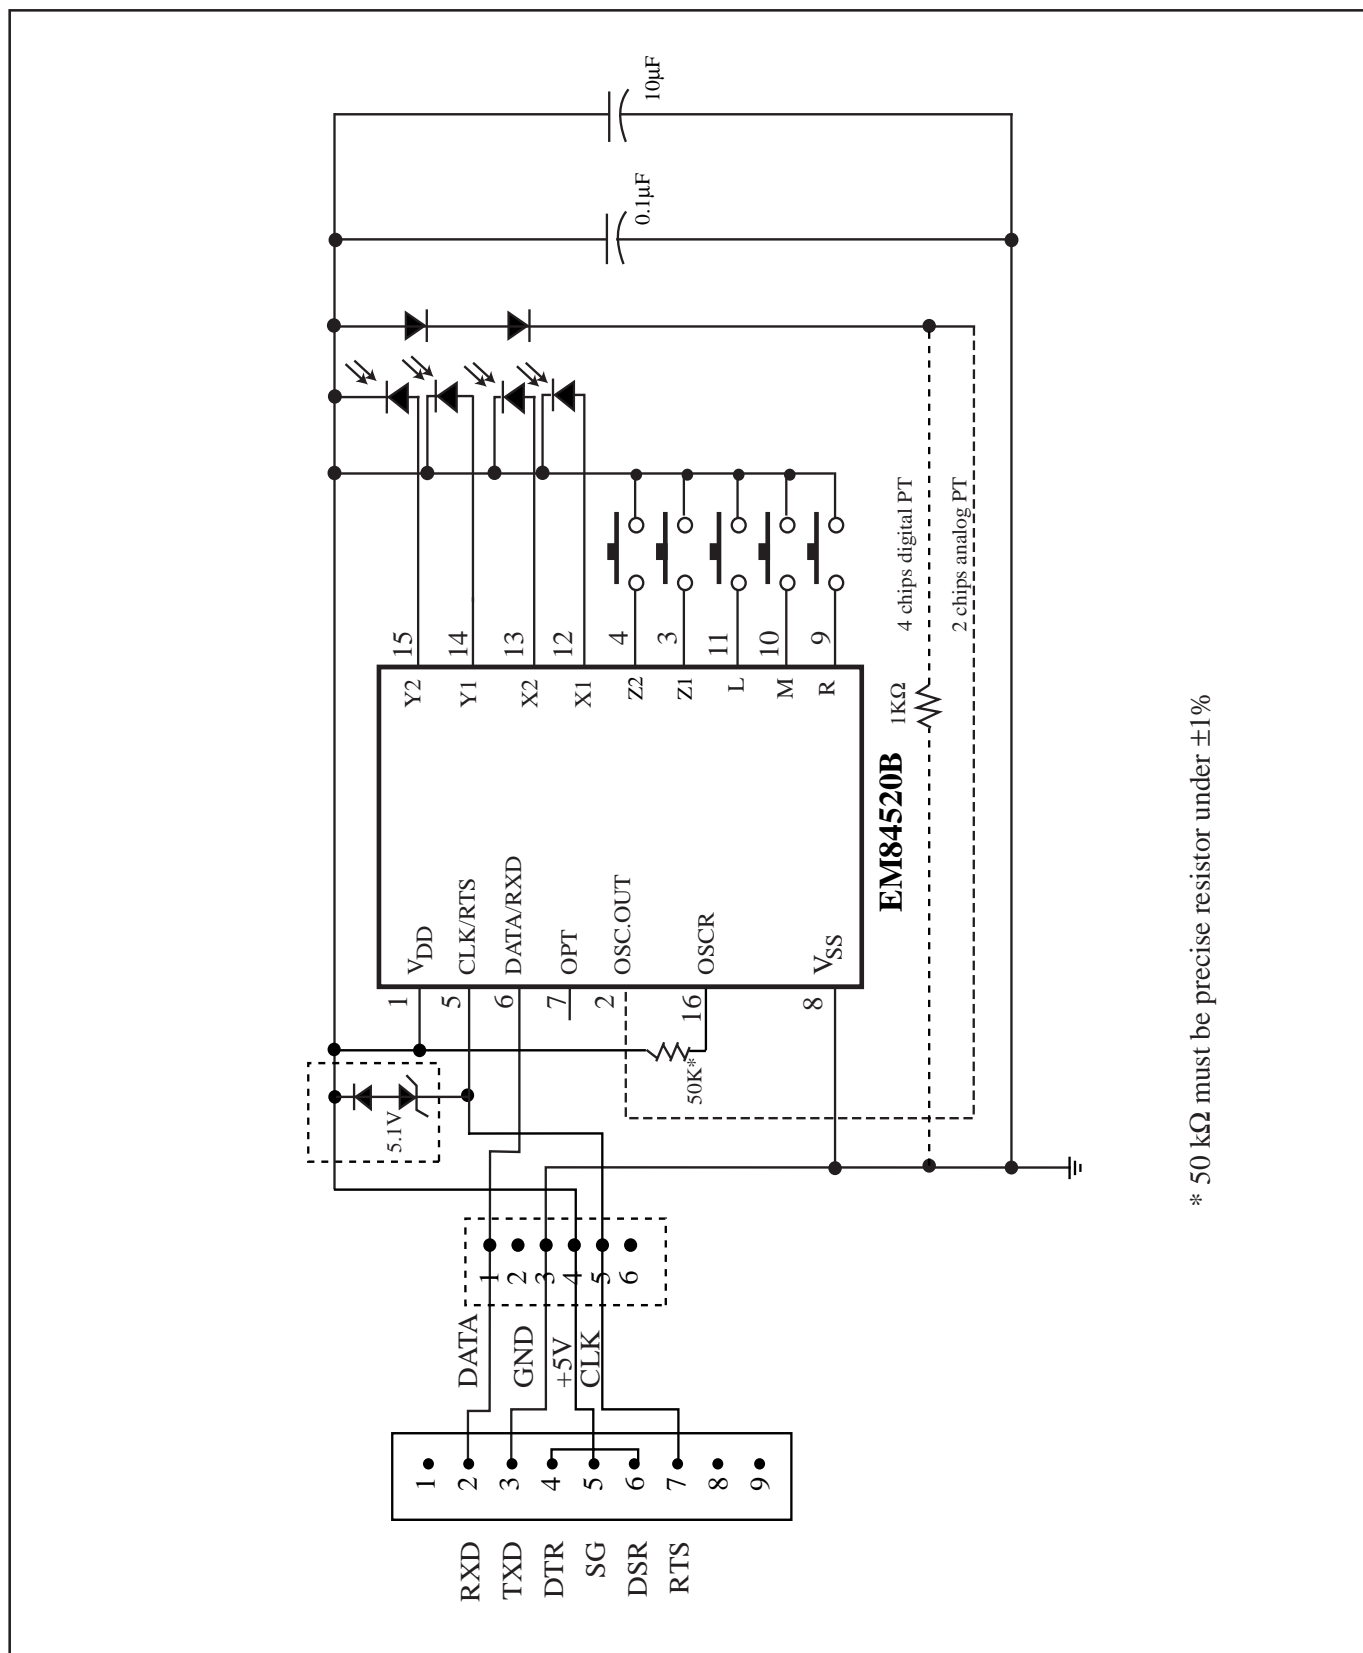 10μF
0.1μF
4 chips digital PT
2 chips analog PT
1KΩ
15
14
13
12
4
3
11
10
9
Y2
Y1
X2
X1
Z2
Z1
L
M
R
EM84520B
VDD
CLK/RTS
DATA/RXD
OPT
OSC.OUT
OSCR
VSS
1
5
6
7
2
16
8
50K*
5.1V
1
2
3
4
5
6
DATA
GND
+5V
CLK
1
2
3
4
5
6
7
8
9
RXD
TXD
DTR
SG
DSR
RTS
* 50 kΩ must be precise resistor under ±1%